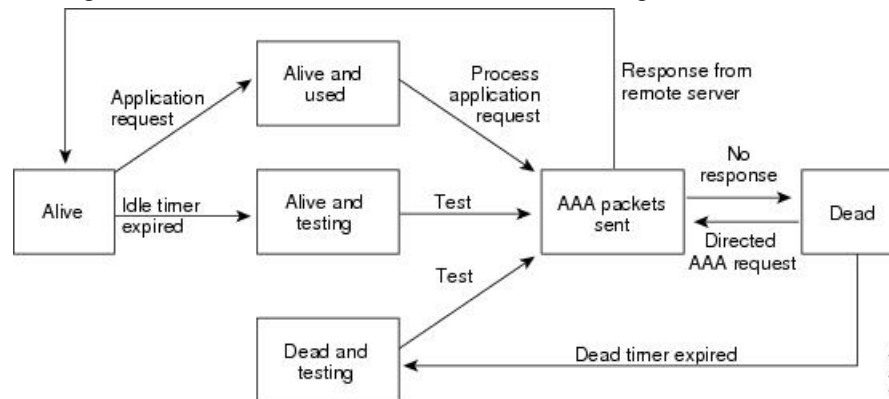 Alive and
used
Process
application
request
Response from
remote server
Application
request
Alive
Idle timer
expired
Alive and
testing
Test
AAA packets
sent
No
response
Dead
Directed
AAA request
Test
Dead and
testing
Dead timer expired